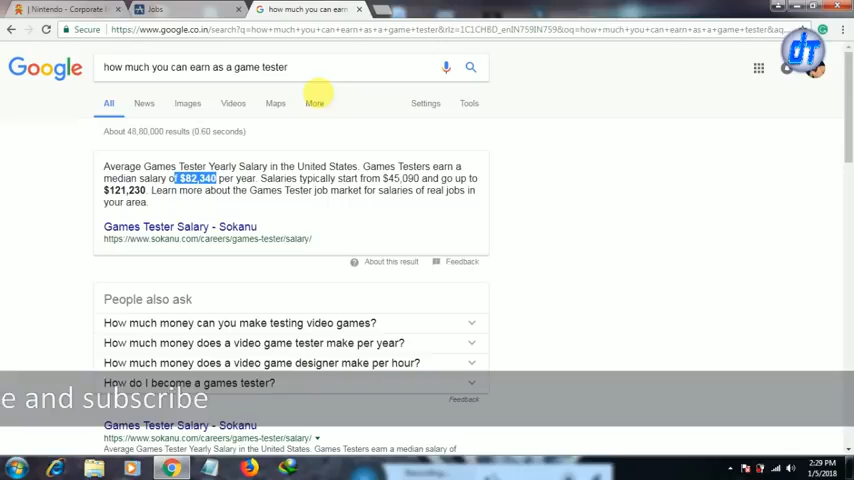 | Nintendo - Corporate I
Jobs
how much you can earn
Secure
https://www.google.co.in/search?q=how+much+you+can+earn+as+a+game+tester&rlz=1C1CHBD_enIN759IN759&oq=how+much+you+can+earn+as+a+game+tester&aq
dt
Google
how much you can earn as a game tester
All
News
Images
Videos
Maps
More
Settings
Tools
About 48,80,000 results (0.60 seconds)
Average Games Tester Yearly Salary in the United States. Games Testers earn a
median salary of $82,340 per year. Salaries typically start from $45,090 and go up to
$121,230. Learn more about the Games Tester job market for salaries of real jobs in
your area.
Games Tester Salary - Sokanu
https://www.sokanu.com/careers/games-tester/salary/
About this result
Feedback
People also ask
How much money can you make testing video games?
How much money does a video game tester make per year?
How much money does a video game designer make per hour?
How do I become a games tester?
e and subscribe
Feedback
Games Tester Salary - Sokanu
https://www.sokanu.com/careers/games-tester/salary/
Average Games Tester Yearly Salary in the United States. Games Testers earn a median salary of
2:29 PM
1/5/2018